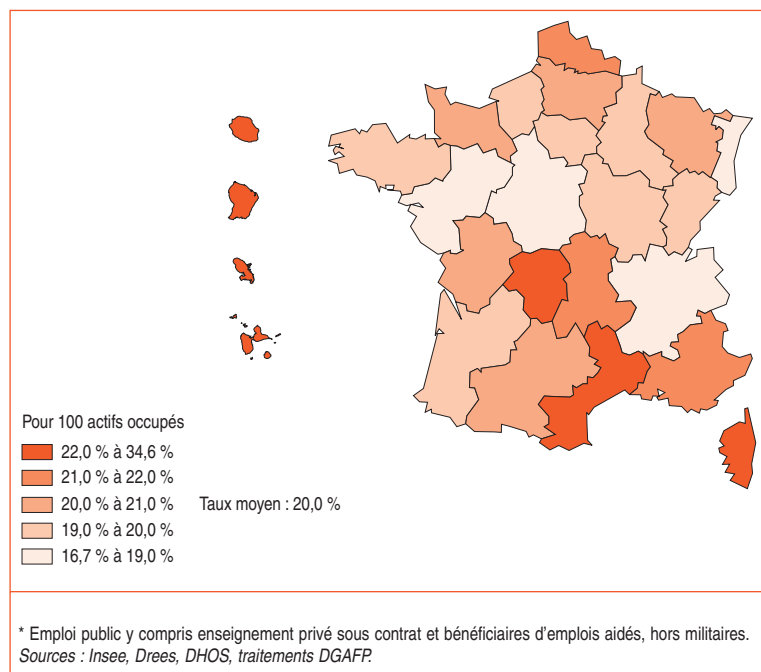 Pour 100 actifs occupés
22,0 % à 34,6 %
21,0 % à 22,0 %
20,0 % à 21,0 % Taux moyen : 20,0 %
19,0 % à 20,0 %
16,7 % à 19,0 %
* Emploi public y compris enseignement privé sous contrat et bénéficiaires d'emplois aidés, hors militaires.
Sources : Insee, Drees, DHOS, traitements DGAFP.